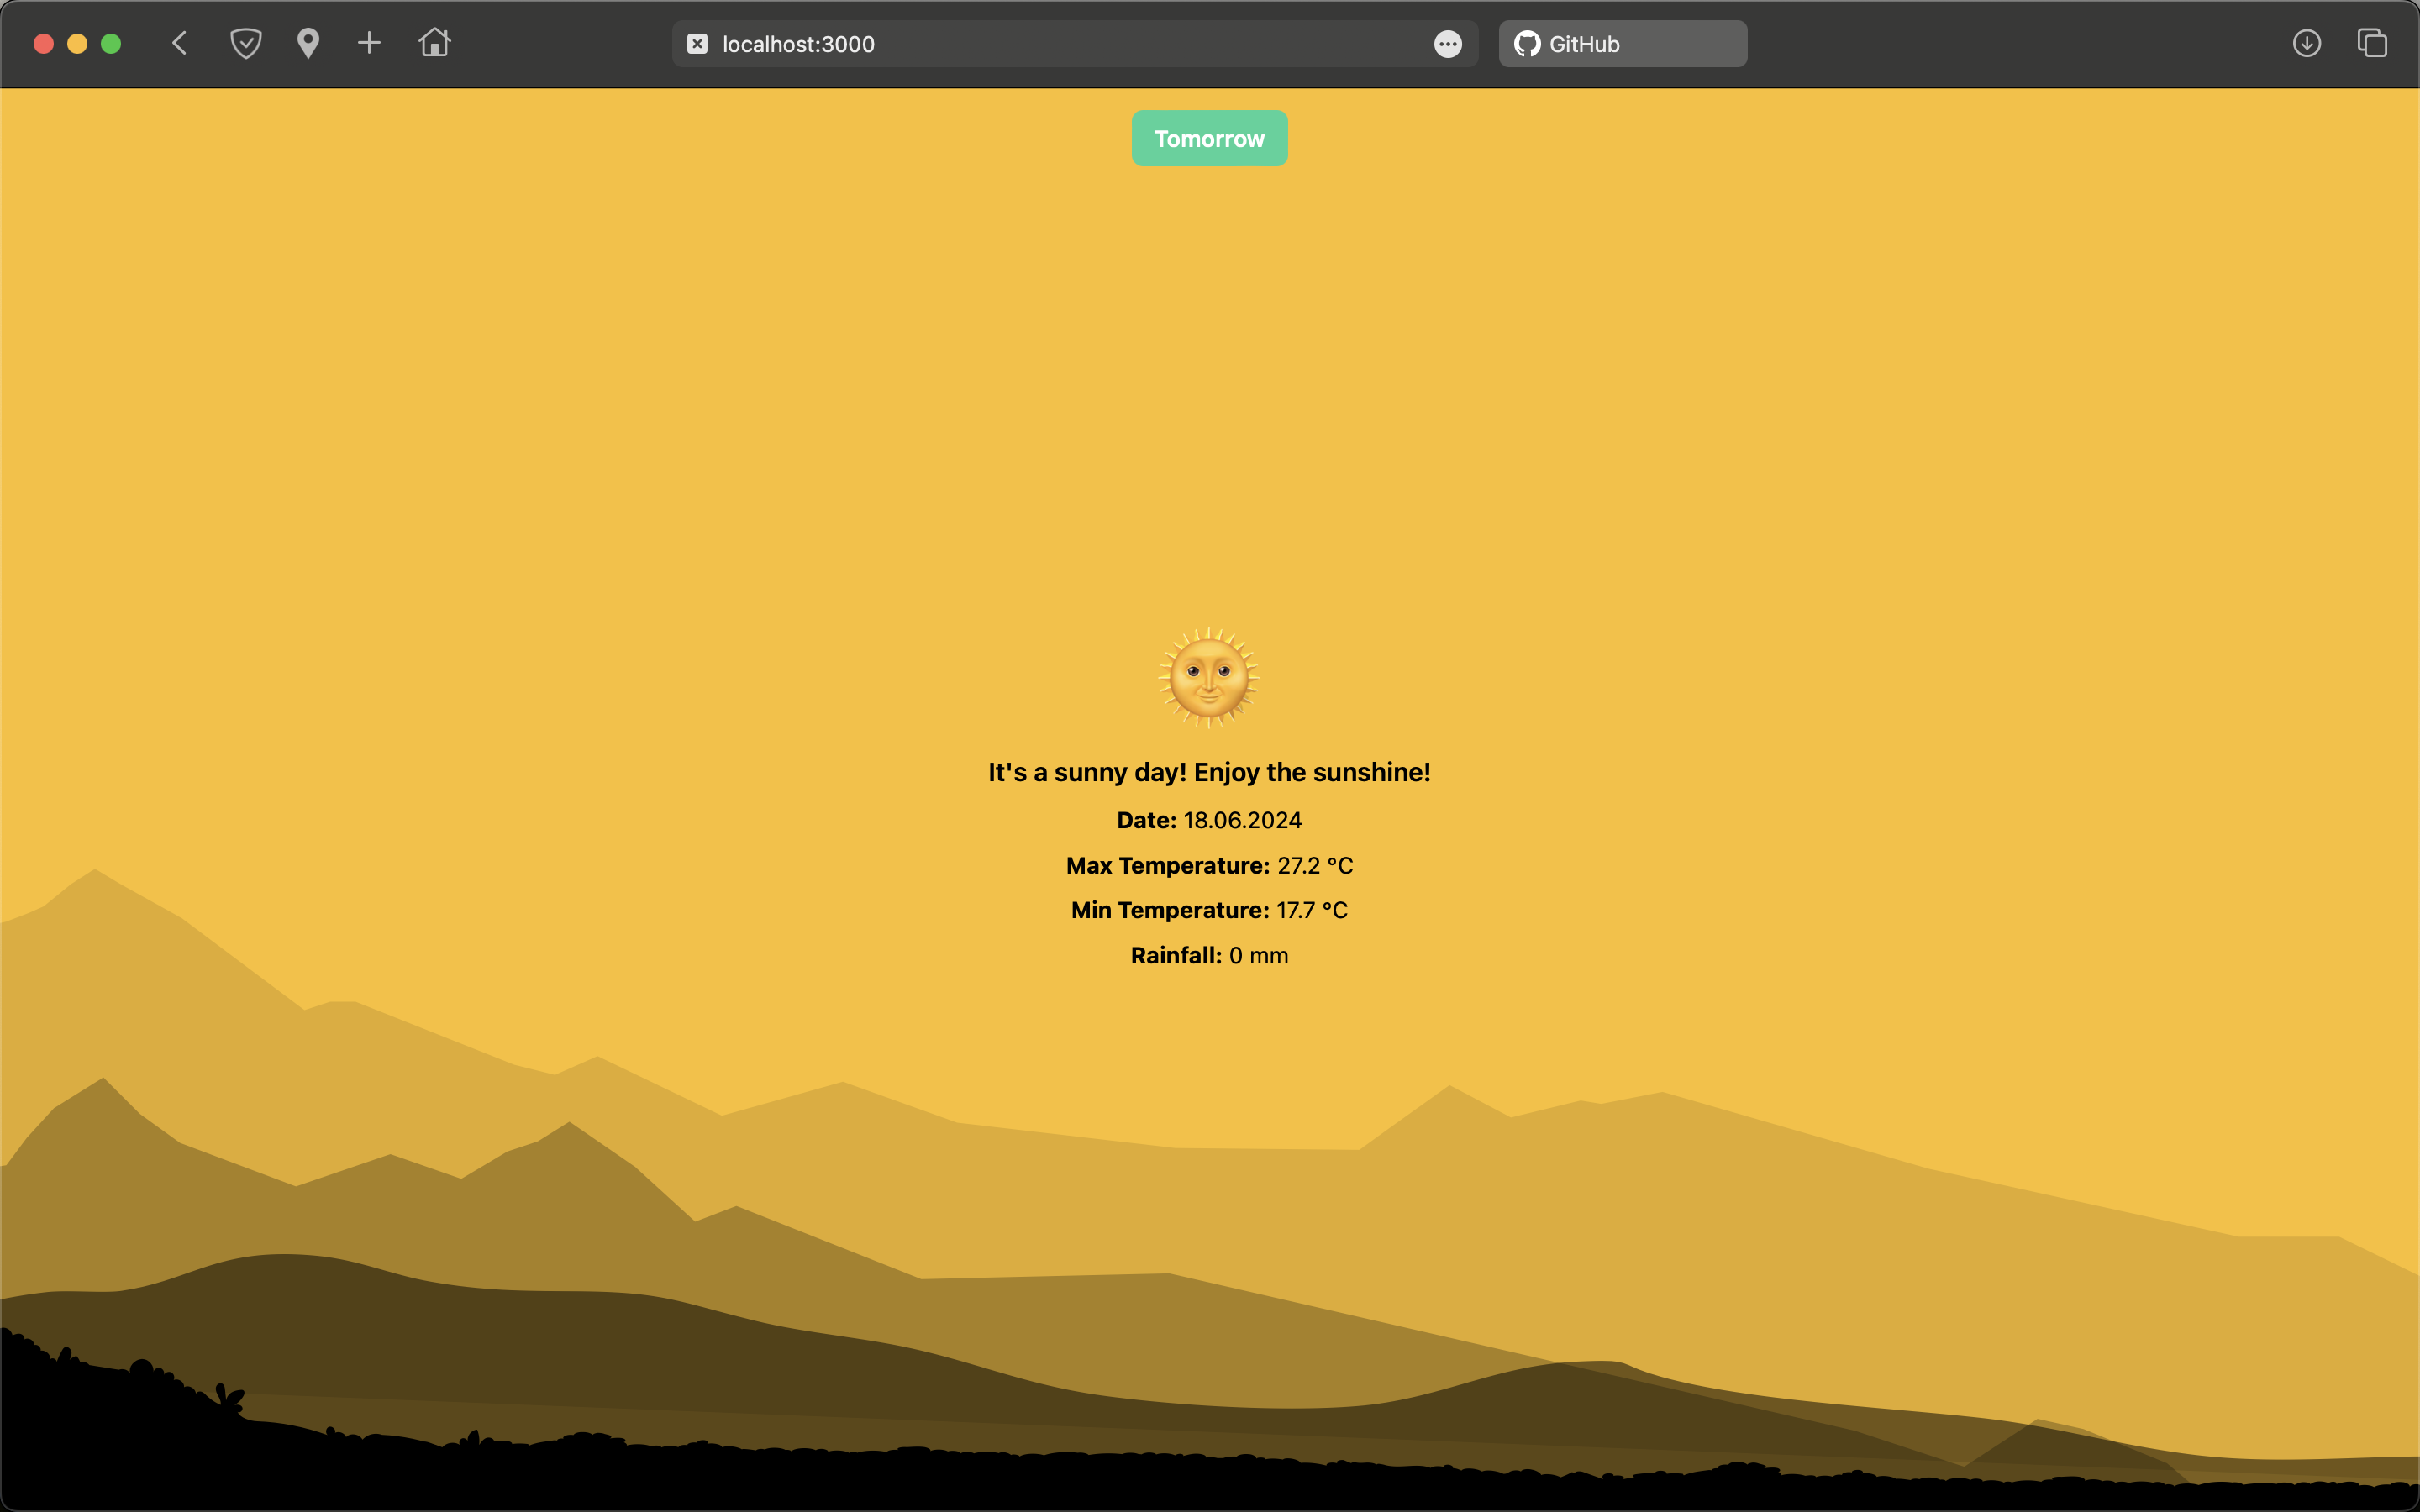 localhost:3000
GitHub
Tomorrow
It's a sunny day! Enjoy the sunshine!
Date: 18.06.2024
Max Temperature: 27.2 °C
Min Temperature: 17.7 °C
Rainfall: 0 mm